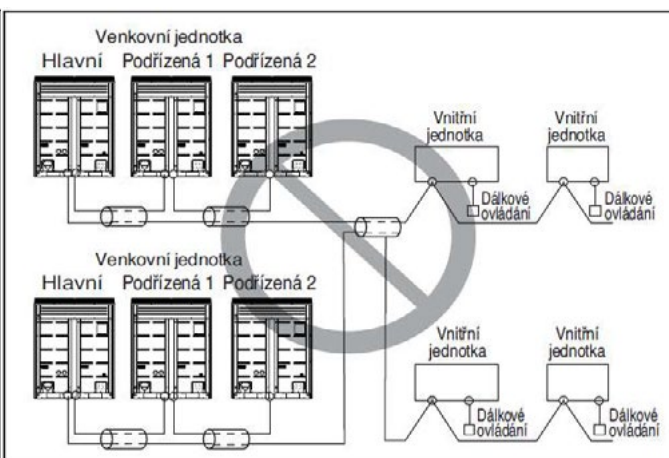 Venkovní jednotka
Hlavní Podřízená 1 Podřízená 2
Vnitřní
jednotka
Vnitřní
jednotka
Dálkové
ovládání
Dálkové
ovládání
Venkovní jednotka
Hlavní Podřízená 1 Podřízená 2
Vnitřní
jednotka
Vnitřní
jednotka
Dálkové
ovládání
Dálkové
ovládání